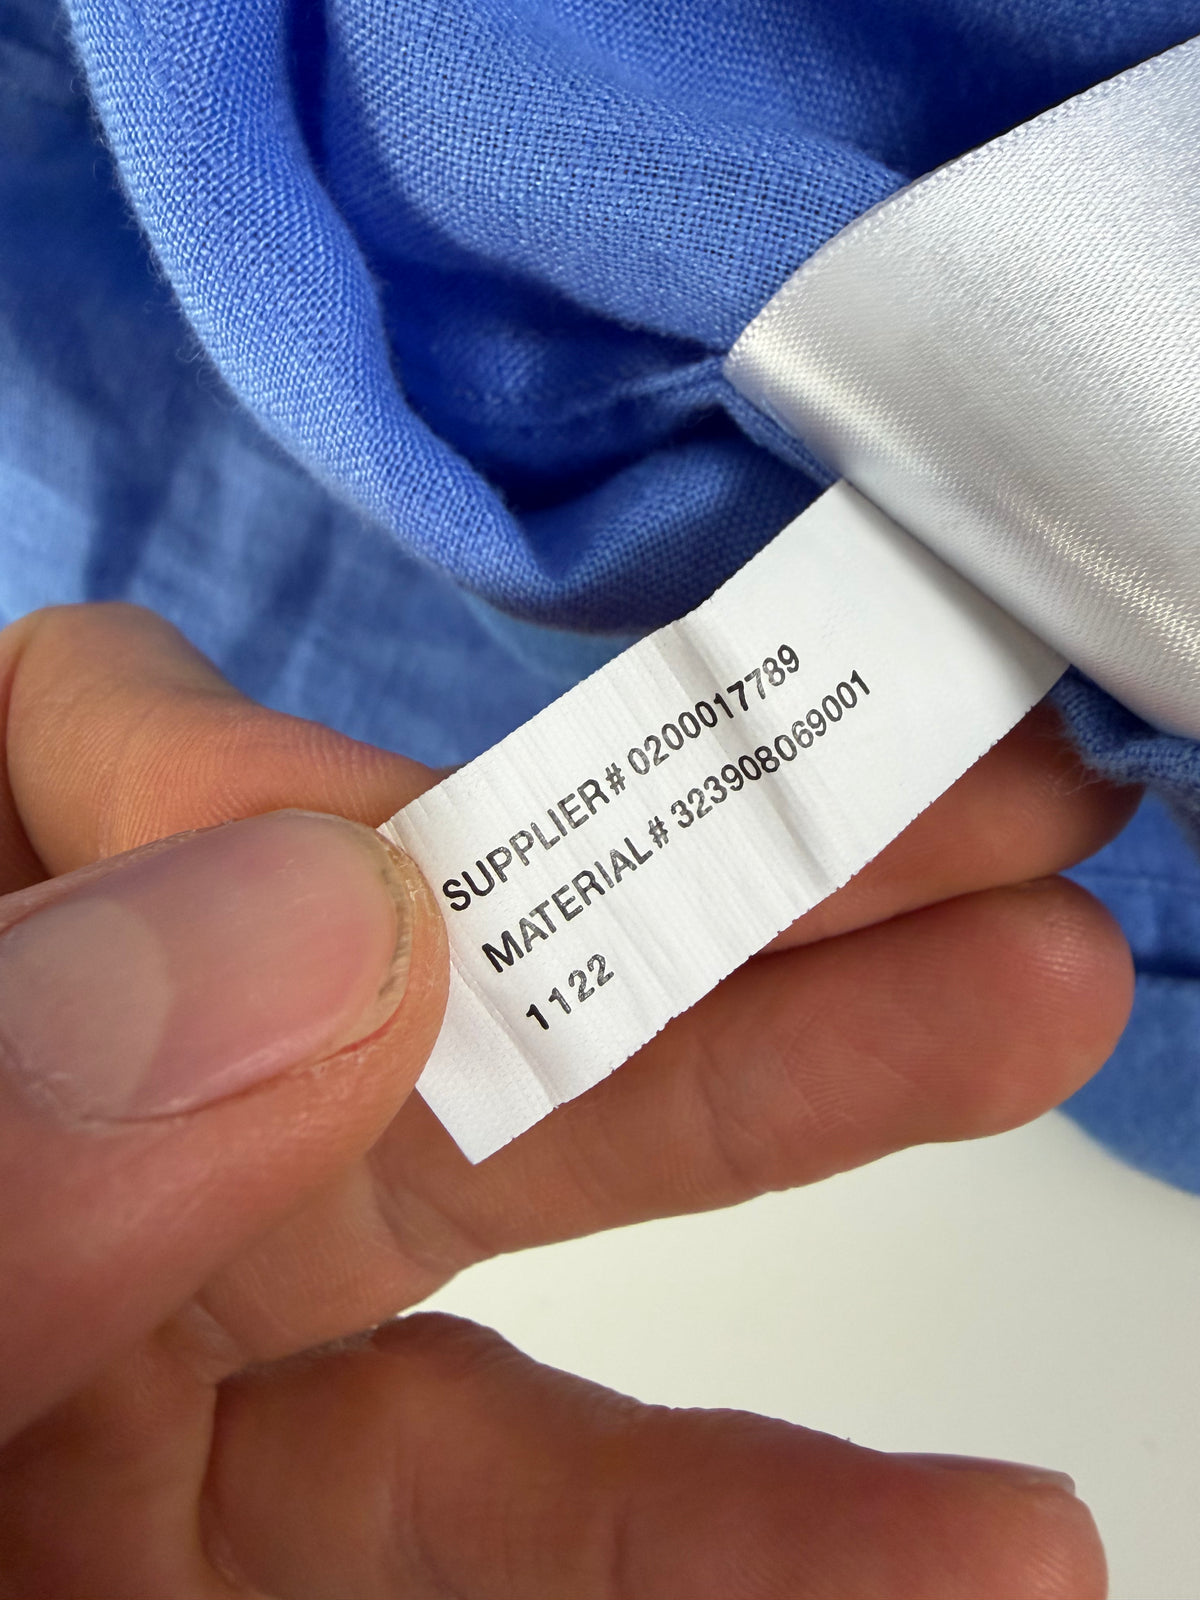 SUPPLIER# 0200017789
MATERIAL# 323908069001
1122